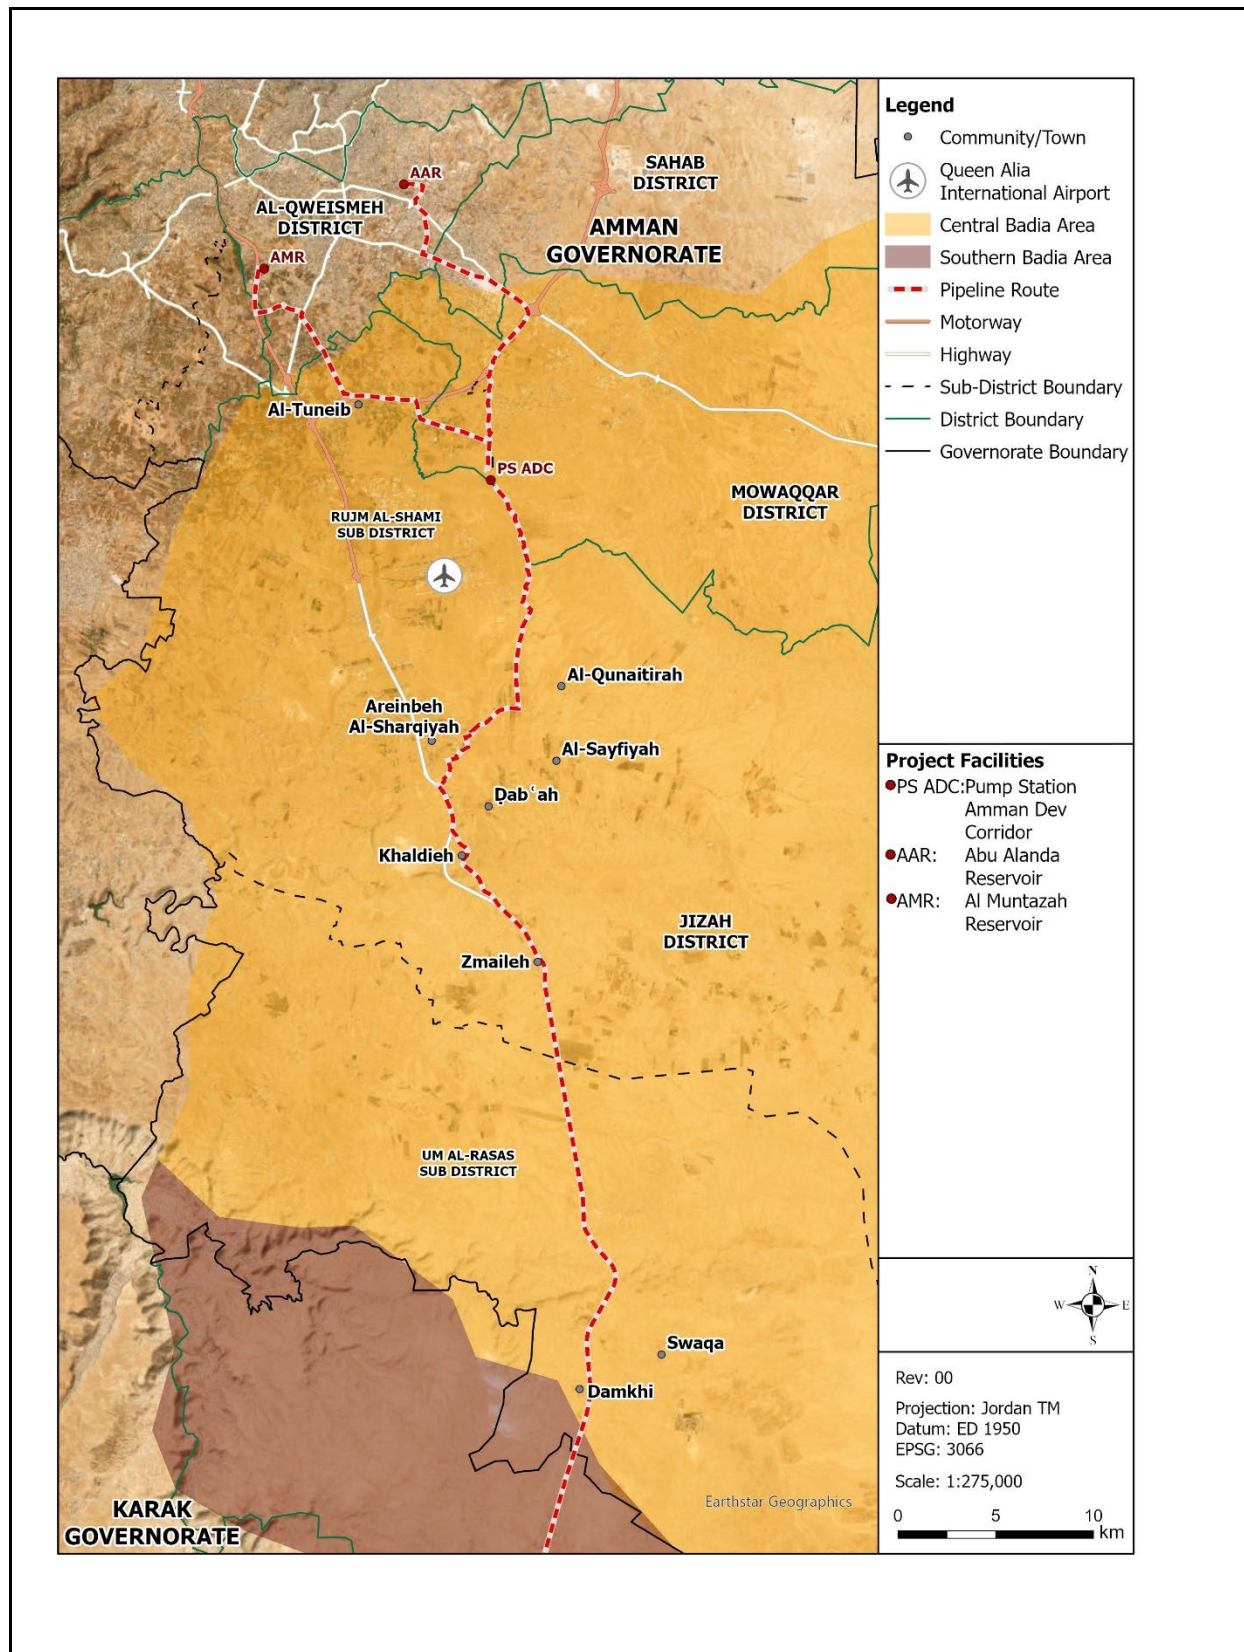 AAR
SAHAB
DISTRICT
AL-QWEISMEH
DISTRICT
AMMAN
GOVERNORATE
AMR
Al-Tuneib
PS ADC
MOWAQQAR
DISTRICT
RUJM AL-SHAMI
SUB DISTRICT
Al-Qunaitirah
Areinbeh
Al-Sharqiyah
Al-Sayfiyah
Ḍabʿah
Khaldieh
JIZAH
DISTRICT
Zmaileh
UM AL-RASAS
SUB DISTRICT
Swaqa
Damkhi
Earthstar Geographics
KARAK
GOVERNORATE
Legend
Community/Town
Queen Alia
International Airport
Central Badia Area
Southern Badia Area
Pipeline Route
Motorway
Highway
Sub-District Boundary
District Boundary
Governorate Boundary
Project Facilities
PS ADC:Pump Station
Amman Dev
Corridor
AAR: Abu Alanda
Reservoir
AMR: Al Muntazah
Reservoir
N
W E
S
Rev: 00
Projection: Jordan TM
Datum: ED 1950
EPSG: 3066
Scale: 1:275,000
0 5 10
km